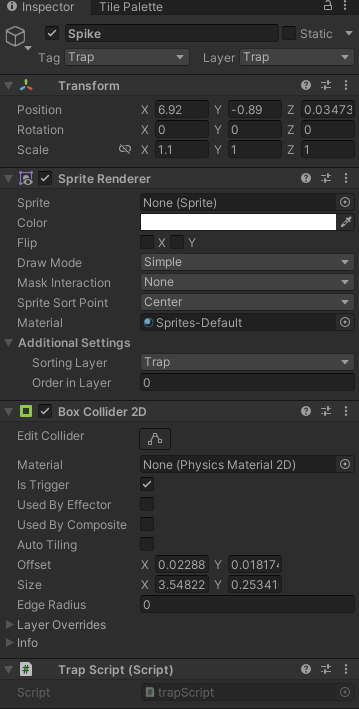 Inspector Tile Palette
Spike Static
Tag Trap Layer Trap
Transform
Position X 6.92 Y -0.89 Z 0.03473
Rotation X 0 Y 0 Z 0
Scale X 1.1 Y 1 Z 1
Sprite Renderer
Sprite None (Sprite)
Color
Flip X Y
Draw Mode Simple
Mask Interaction None
Sprite Sort Point Center
Material Sprites-Default
Additional Settings
Sorting Layer Trap
Order in Layer 0
Box Collider 2D
Edit Collider
Material None (Physics Material 2D)
Is Trigger
Used By Effector
Used By Composite
Auto Tiling
Offset X 0.02288 Y 0.018174
Size X 3.54822 Y 0.25341
Edge Radius 0
Layer Overrides
Info
# Trap Script (Script)
Script # trapScript